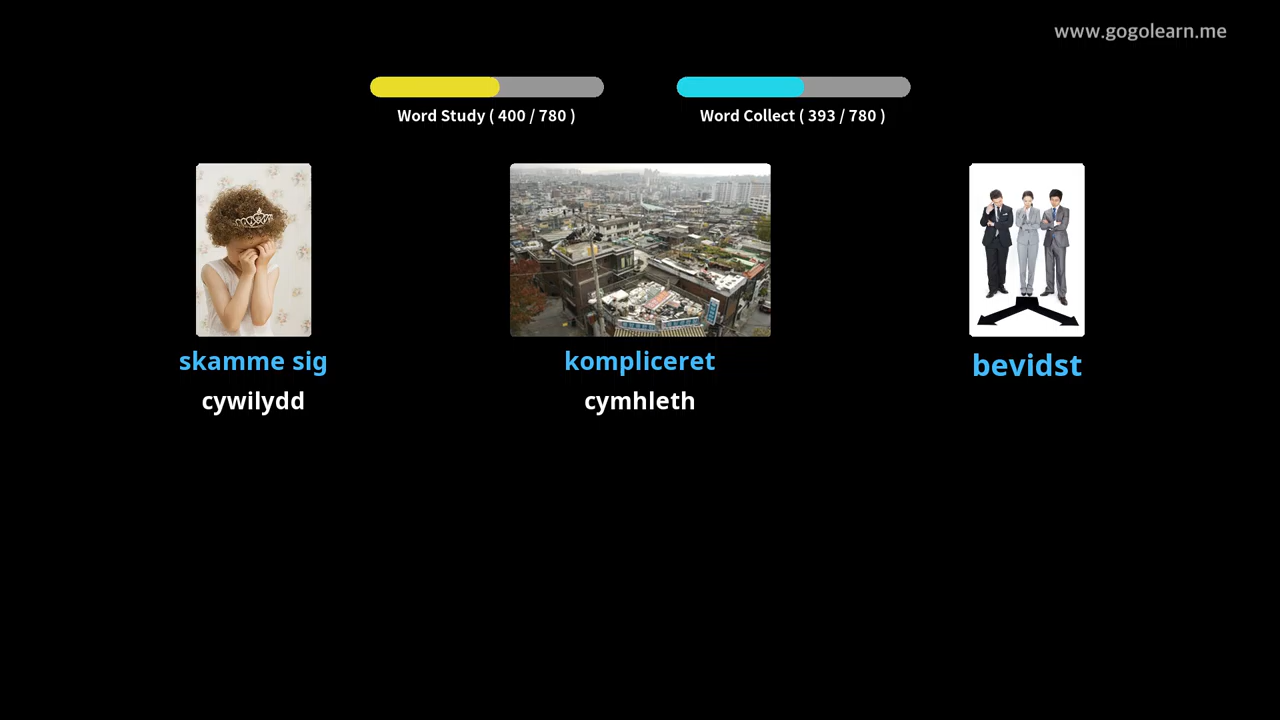 www.gogolearn.me
Word Study ( 400 / 780 )
Word Collect ( 393 / 780 )
skamme sig
cywilydd
kompliceret
cymhleth
bevidst